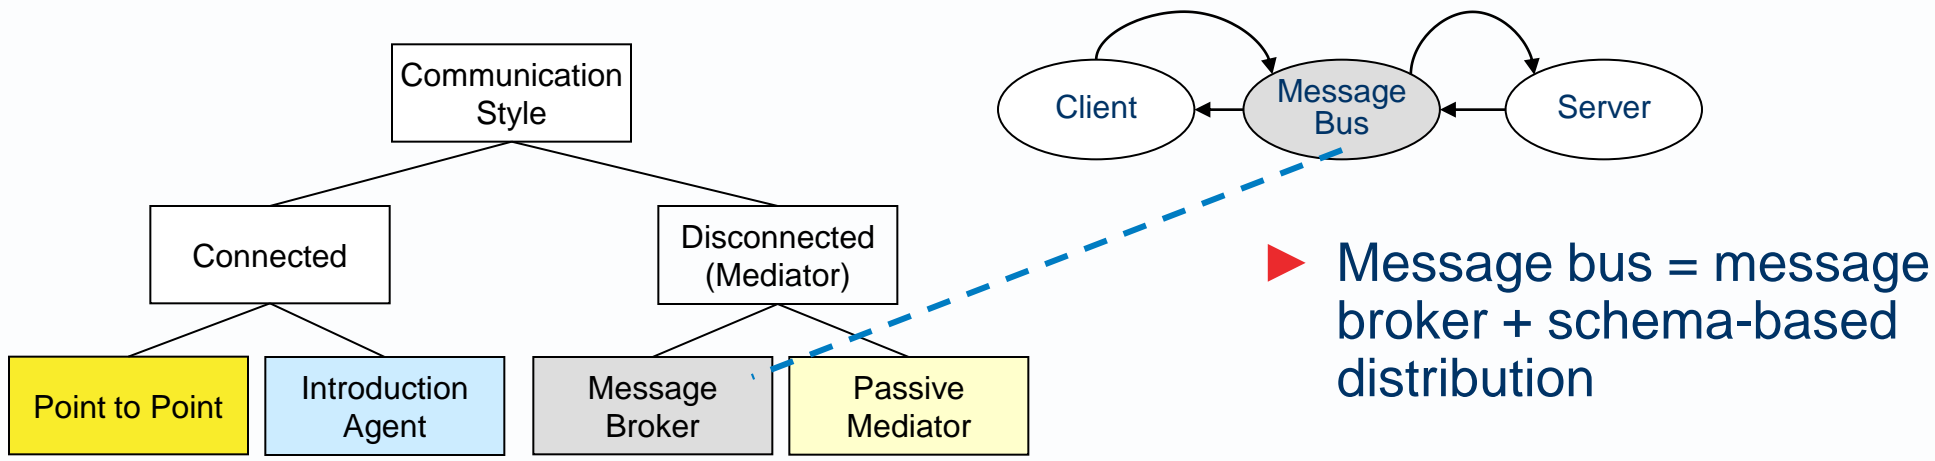 Communication
Style
Connected
Disconnected
(Mediator)
Point to Point
Introduction
Agent
Message
Broker
Passive
Mediator
Client
Message
Bus
Server
Message bus = message
broker + schema-based
distribution